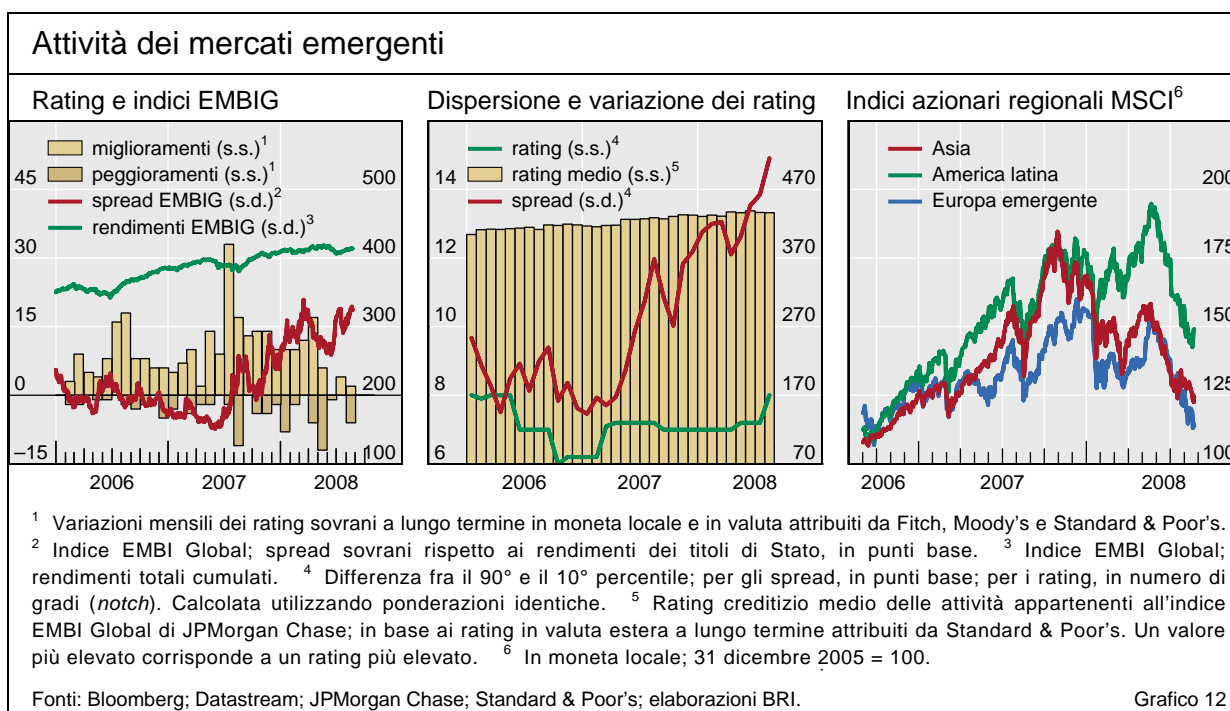 Attività dei mercati emergenti
Rating e indici EMBIG
miglioramenti (s.s.)¹
peggioramenti (s.s.)¹
spread EMBIG (s.d.)²
rendimenti EMBIG (s.d.)³
45
30
15
0
–15
500
400
300
200
100
2006
2007
2008
Dispersione e variazione dei rating
rating (s.s.)⁴
rating medio (s.s.)⁵
spread (s.d.)⁴
14
12
10
8
6
470
370
270
170
70
2006
2007
2008
Indici azionari regionali MSCI⁶
Asia
America latina
Europa emergente
200
175
150
125
100
2006
2007
2008
¹ Variazioni mensili dei rating sovrani a lungo termine in moneta locale e in valuta attribuiti da Fitch, Moody's e Standard & Poor's.
² Indice EMBI Global; spread sovrani rispetto ai rendimenti dei titoli di Stato, in punti base. ³ Indice EMBI Global;
rendimenti totali cumulati. ⁴ Differenza fra il 90° e il 10° percentile; per gli spread, in punti base; per i rating, in numero di
gradi (notch). Calcolata utilizzando ponderazioni identiche. ⁵ Rating creditizio medio delle attività appartenenti all'indice
EMBI Global di JPMorgan Chase; in base ai rating in valuta estera a lungo termine attribuiti da Standard & Poor's. Un valore
più elevato corrisponde a un rating più elevato. ⁶ In moneta locale; 31 dicembre 2005 = 100.
Fonti: Bloomberg; Datastream; JPMorgan Chase; Standard & Poor's; elaborazioni BRI.
Grafico 12